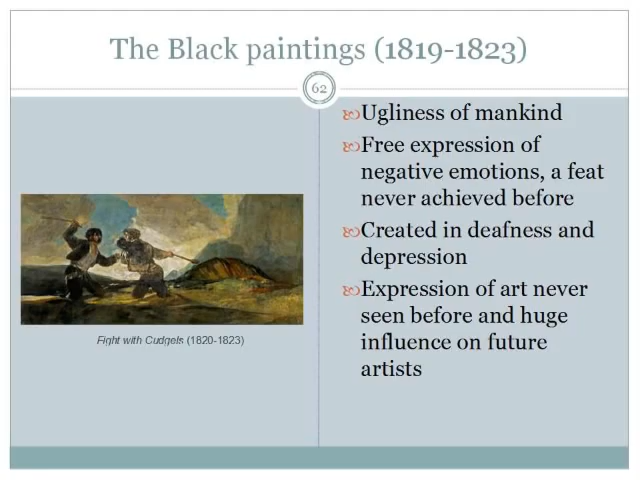 The Black paintings (1819-1823)
62
Ugliness of mankind
Free expression of
negative emotions, a feat
never achieved before
Created in deafness and
depression
Expression of art never
seen before and huge
influence on future
artists
Fight with Cudgels (1820-1823)